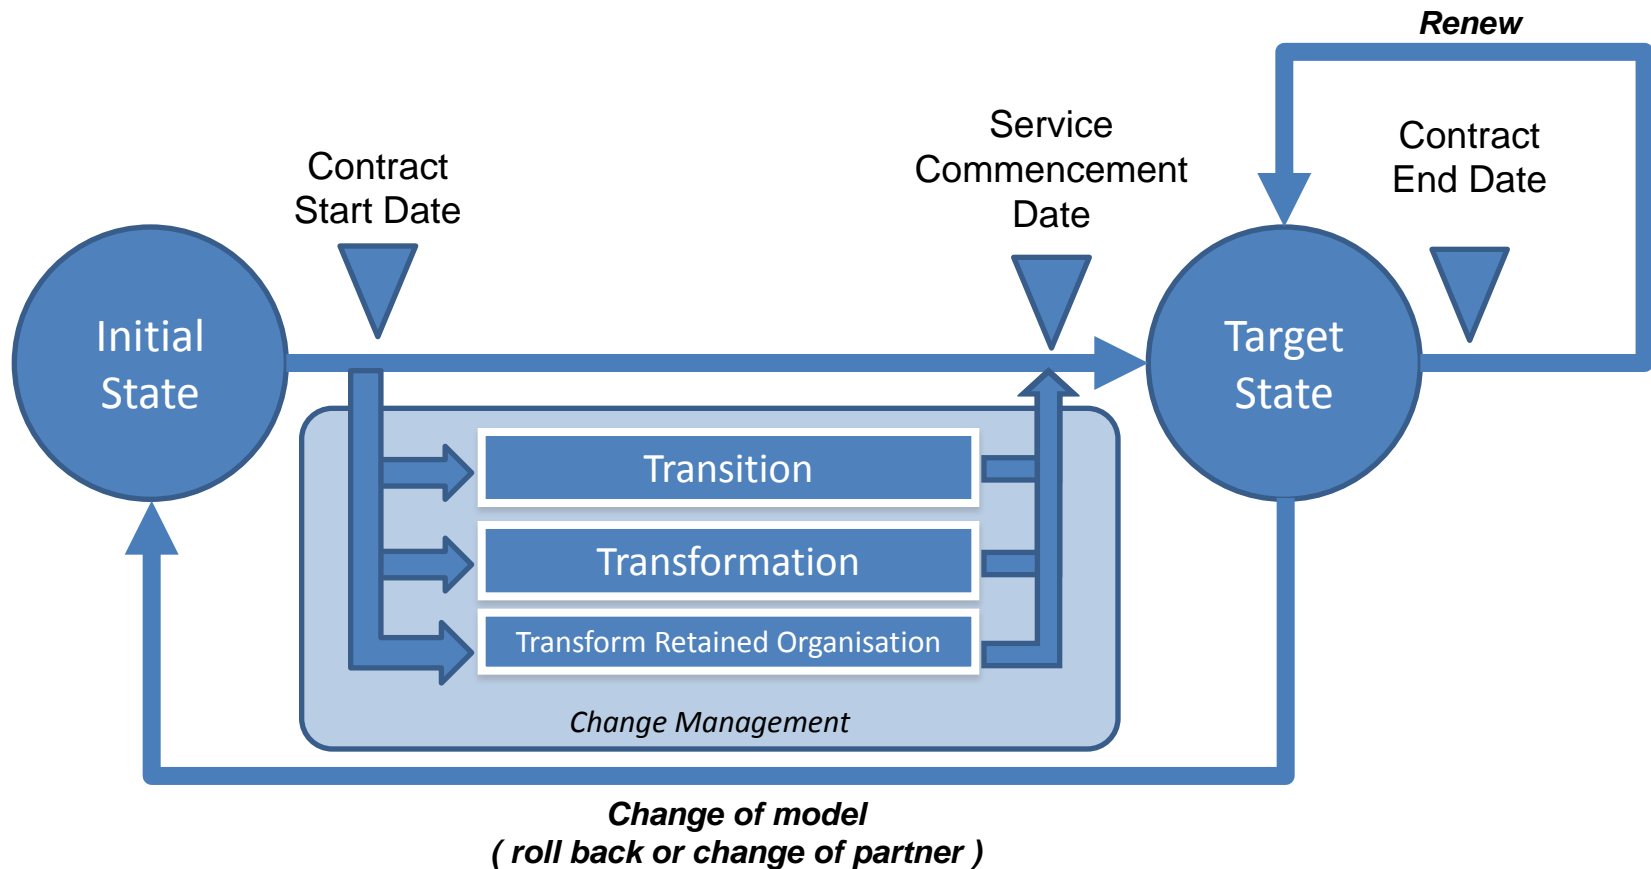 Renew
Contract
Start Date
Service
Commencement
Date
Contract
End Date
Initial
State
Target
State
Transition
Transformation
Transform Retained Organisation
Change Management
Change of model
( roll back or change of partner )